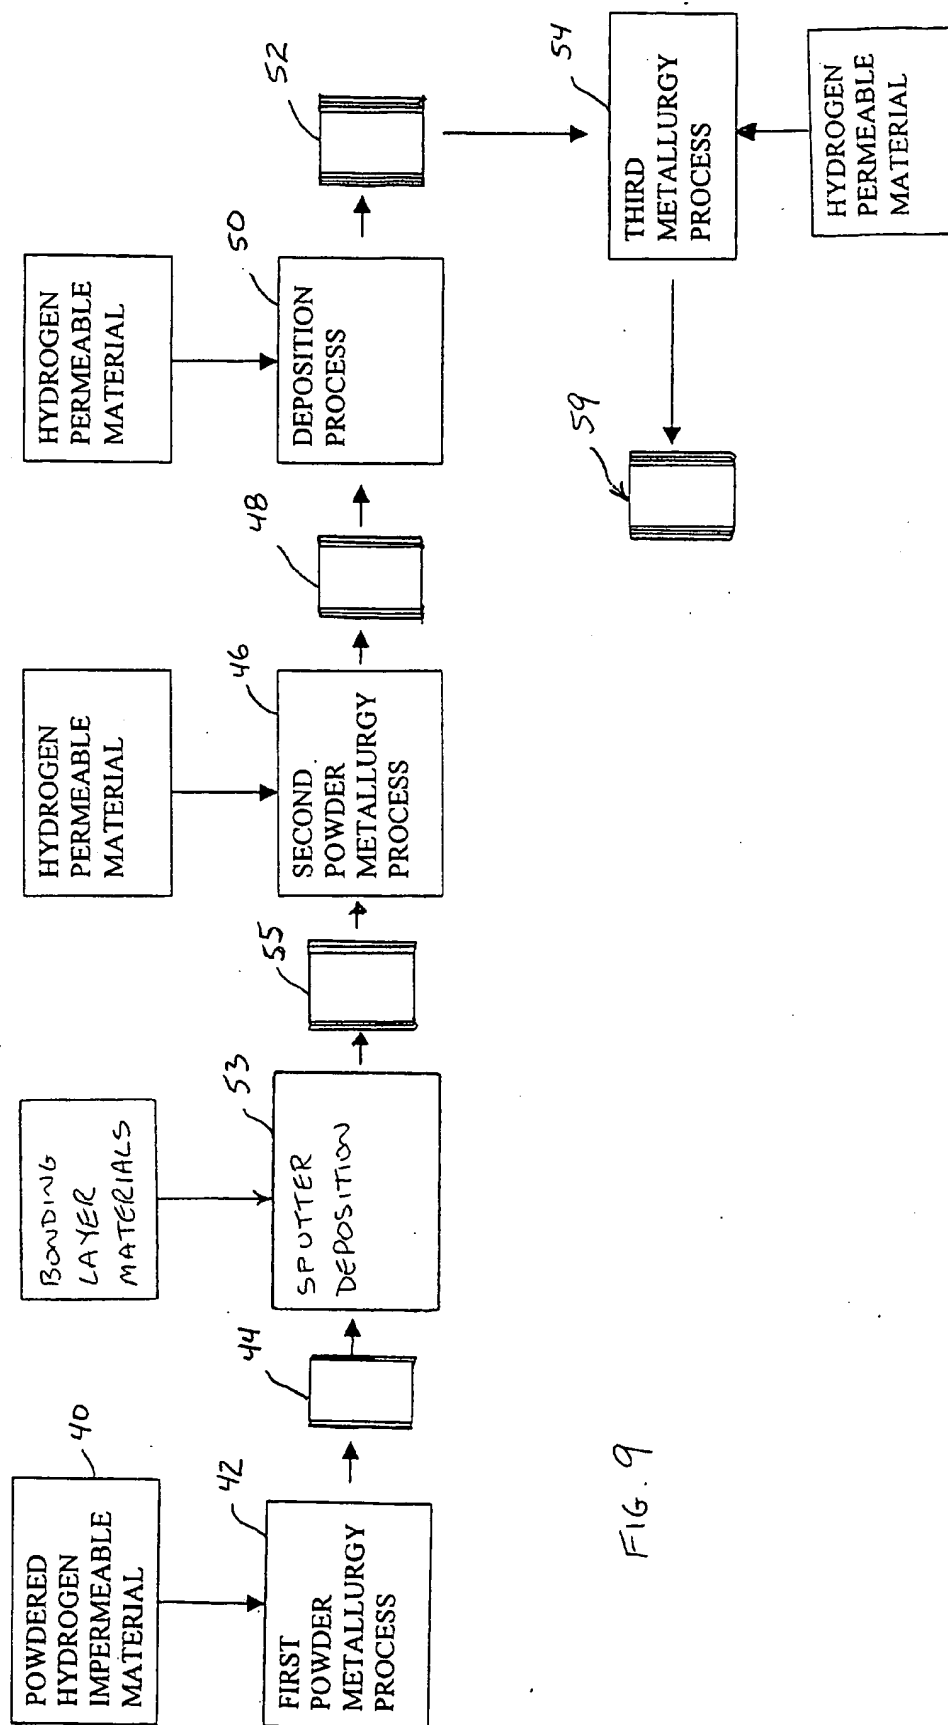 POWDERED
HYDROGEN
IMPERMEABLE
MATERIAL
40
FIRST
POWDER
METALLURGY
PROCESS
42
44
BONDING
LAYER
MATERIALS
SPUTTER
DEPOSITION
53
55
HYDROGEN
PERMEABLE
MATERIAL
SECOND
POWDER
METALLURGY
PROCESS
46
48
HYDROGEN
PERMEABLE
MATERIAL
DEPOSITION
PROCESS
50
52
THIRD
METALLURGY
PROCESS
54
HYDROGEN
PERMEABLE
MATERIAL
59
FIG. 9